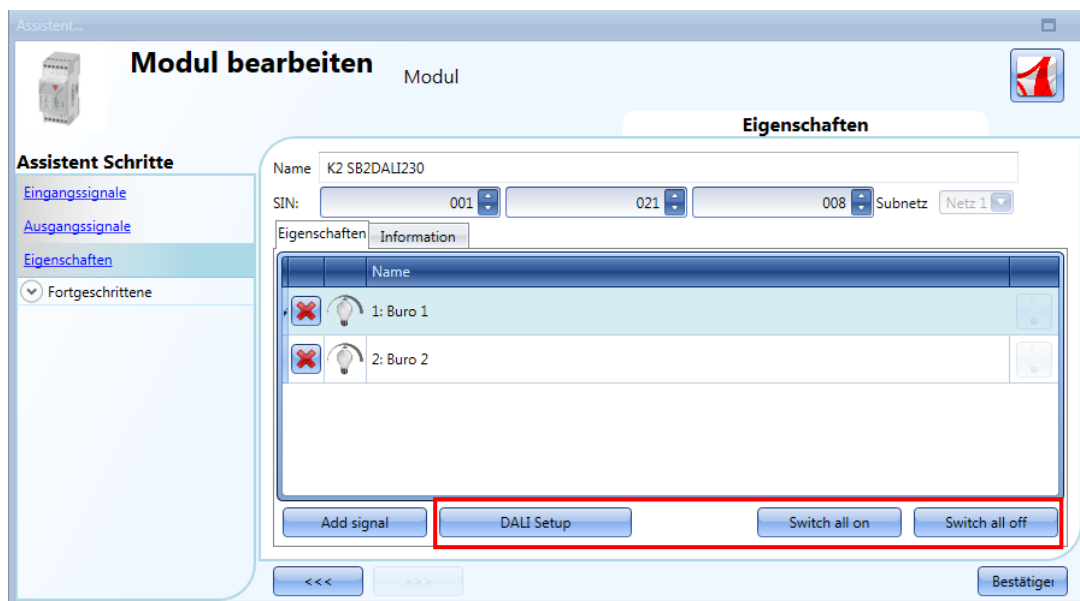 Assistent...
Modul bearbeiten Modul
Eigenschaften
Assistent Schritte
Eingangssignale
Ausgangssignale
Eigenschaften
Fortgeschrittene
Name K2 SB2DALI230
SIN: 001 021 008 Subnetz Netz 1
Eigenschaften Information
Name
1: Buro 1
2: Buro 2
Add signal DALI Setup Switch all on Switch all off
<<< >>> Bestätiger